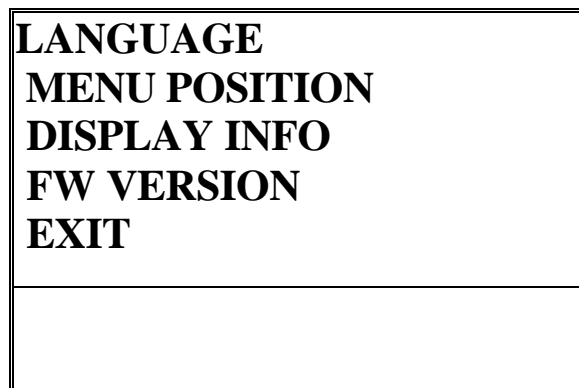 LANGUAGE
MENU POSITION
DISPLAY INFO
FW VERSION
EXIT